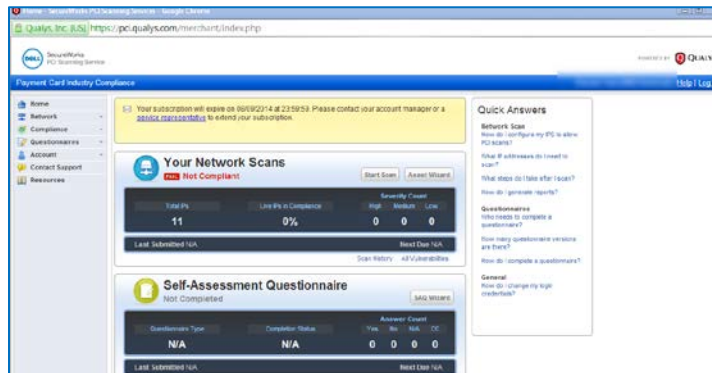 Home - SecureWorks PCI Scanning Services - Google Chrome
Qualys, Inc. [US] https://pci.qualys.com/merchant/index.php
DELL
SecureWorks
PCI Scanning Service
POWERED BY QUALY
Payment Card Industry Compliance
Help | Log
Home
Network
Compliance
Questionnaires
Account
Contact Support
Resources
Your subscription will expire on at 23:59:59. Please contact your account manager or a
service representative to extend your subscription.
Your Network Scans
FAIL Not Compliant
Start Scan
Asset Wizard
Total IPs
Live IPs in Compliance
Severity Count
High Medium Low
11
0%
0 0 0
Last Submitted N/A
Next Due N/A
Scan History All Vulnerabilities
Self-Assessment Questionnaire
Not Completed
SAQ Wizard
Questionnaire Type
Completion Status
Answer Count
Yes No N/A CC
N/A
N/A
0 0 0 0
Last Submitted N/A
Next Due N/A
Quick Answers
Network Scan
How do I configure my IPS to allow
PCI scans?
What IP addresses do I need to
scan?
What steps do I take after I scan?
How do I generate reports?
Questionnaires
Who needs to complete a
questionnaire?
How many questionnaire versions
are there?
How do I complete a questionnaire?
General
How do I change my login
credentials?